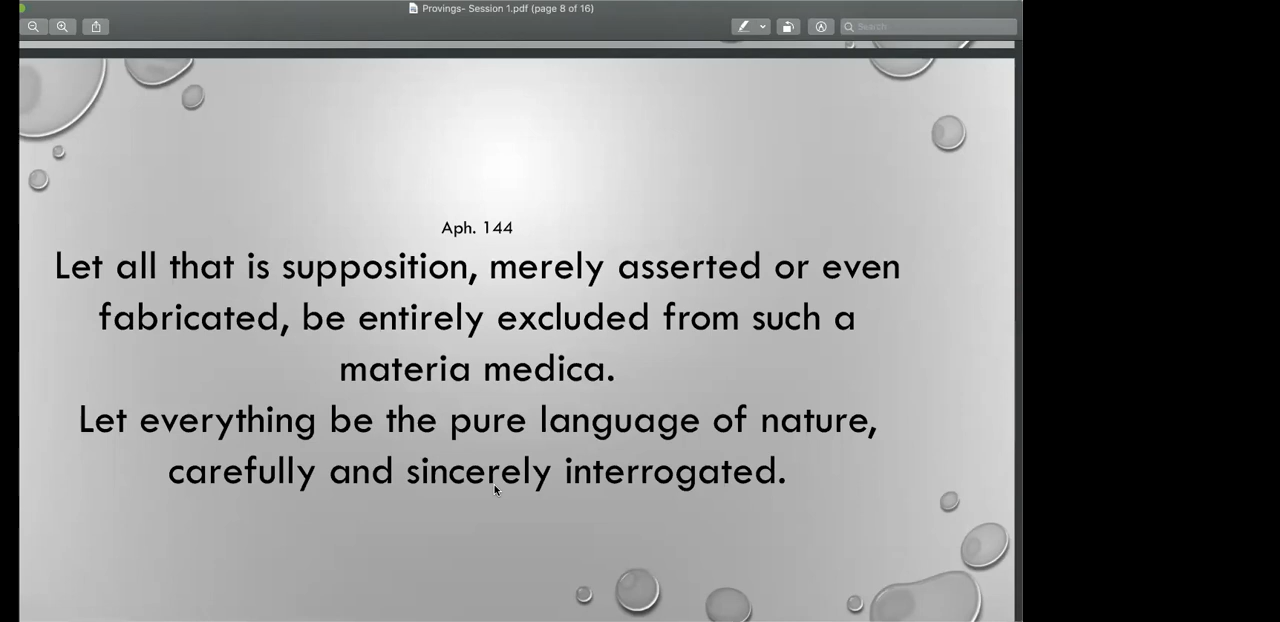 Provings- Session 1.pdf (page 8 of 16)
Search
Aph. 144
Let all that is supposition, merely asserted or even
fabricated, be entirely excluded from such a
materia medica.
Let everything be the pure language of nature,
carefully and sincerely interrogated.